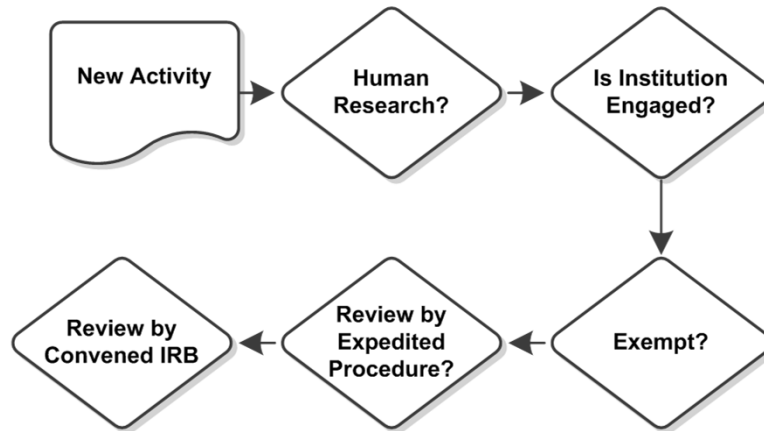 New Activity
Human
Research?
Is Institution
Engaged?
Exempt?
Review by
Expedited
Procedure?
Review by
Convened IRB